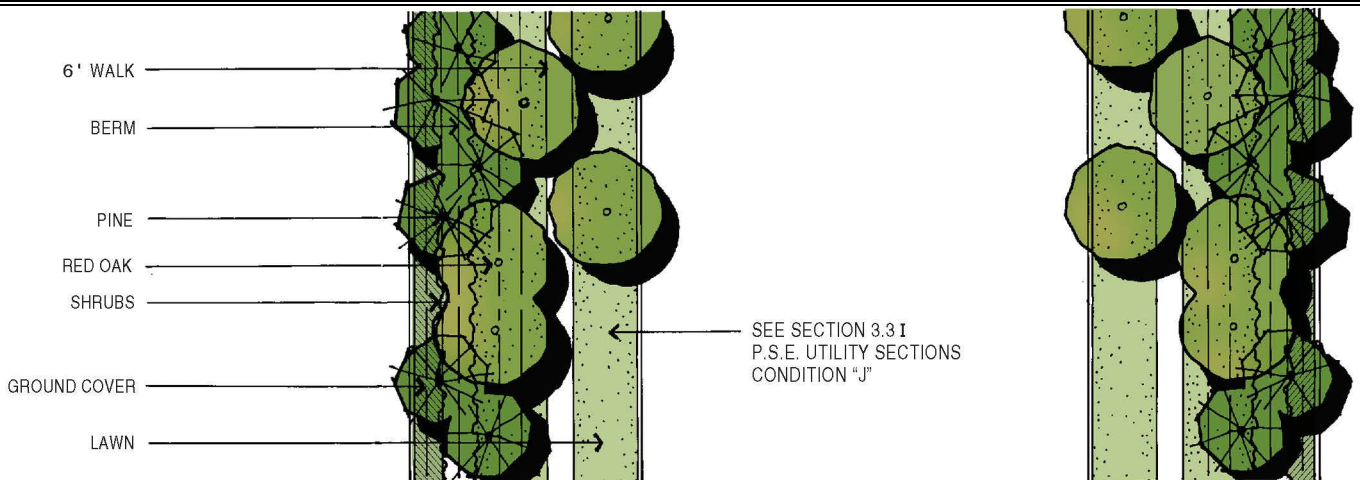 6' WALK
BERM
PINE
RED OAK
SHRUBS
GROUND COVER
LAWN
SEE SECTION 3.3 I
P.S.E. UTILITY SECTIONS
CONDITION "J"